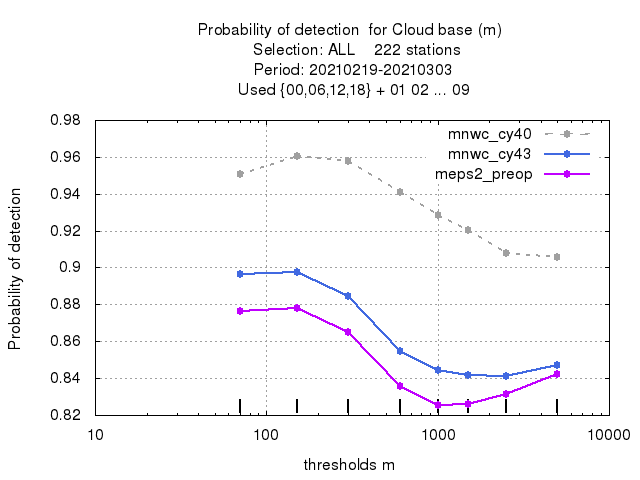 Probability of detection  for Cloud base (m)
Selection: ALL    222 stations
Period: 20210219-20210303
Used {00,06,12,18} + 01 02 ... 09
Probability of detection
0.98
0.96
0.94
0.92
0.9
0.88
0.86
0.84
0.82
mnwc_cy40
mnwc_cy43
meps2_preop
10
100
1000
10000
thresholds m